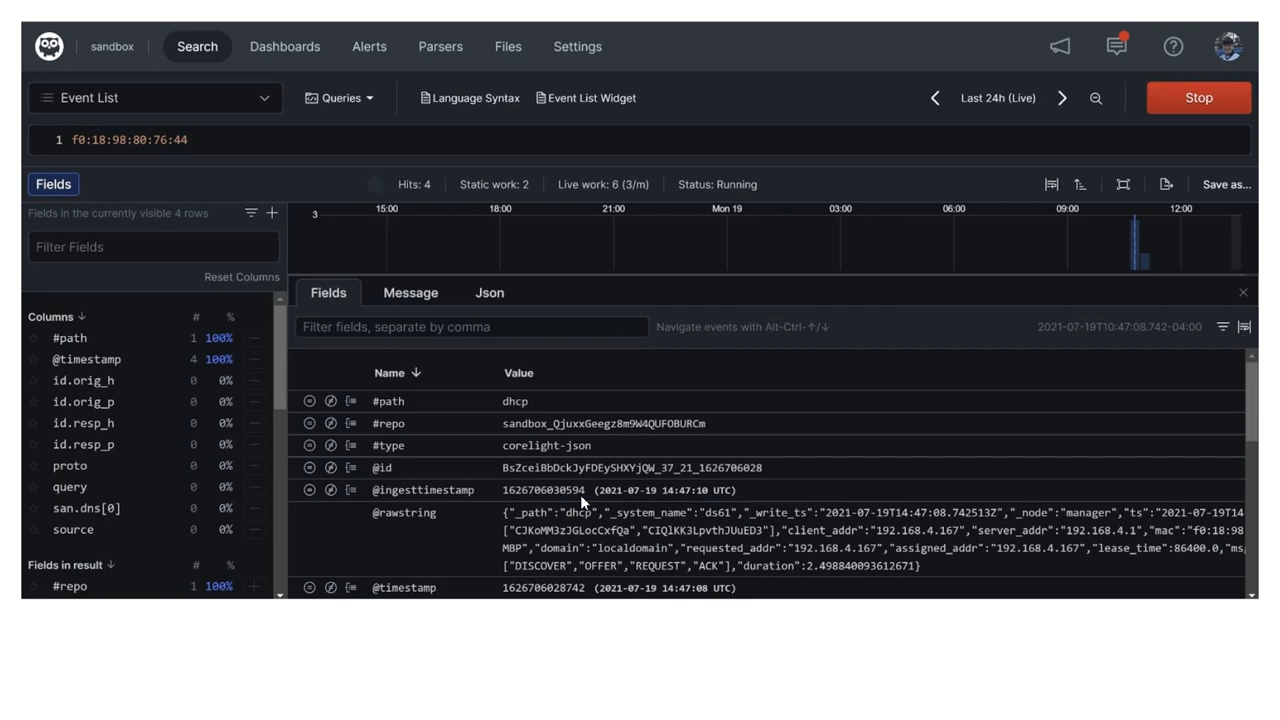 sandbox Search Dashboards Alerts Parsers Files Settings
Event List Queries Language Syntax Event List Widget Last 24h (Live) Stop
1 f0:18:98:80:76:44
Fields Hits: 4 Static work: 2 Live work: 6 (3/m) Status: Running Save as...
Fields in the currently visible 4 rows
3 15:00 18:00 21:00 Mon 19 03:00 06:00 09:00 12:00
Filter Fields
Reset Columns
Fields Message Json
Filter fields, separate by comma Navigate events with Alt-Ctrl-↑/↓ 2021-07-19T10:47:08.742-04:00
Columns # %
#path 1 100%
@timestamp 4 100%
id.orig_h 0 0%
id.orig_p 0 0%
id.resp_h 0 0%
id.resp_p 0 0%
proto 0 0%
query 0 0%
san.dns[0] 0 0%
source 0 0%
Fields in result # %
#repo 1 100%
Name Value
#path dhcp
#repo sandbox_QjuxxGeegz8m9W4QUFOBURCm
#type corelight-json
@id BsZceiBbDckJyFDEySHXYjQW_37_21_1626706028
@ingesttimestamp 1626706030594 (2021-07-19 14:47:10 UTC)
@rawstring {"_path":"dhcp","_system_name":"ds61","_write_ts":"2021-07-19T14:47:08.742513Z","_node":"manager","ts":"2021-07-19T14
["CJKoMM3zJGLocCxfQa","CIQlKK3LpvthJUuED3"],"client_addr":"192.168.4.167","server_addr":"192.168.4.1","mac":"f0:18:98
MBP","domain":"localdomain","requested_addr":"192.168.4.167","assigned_addr":"192.168.4.167","lease_time":86400.0,"ms
["DISCOVER","OFFER","REQUEST","ACK"],"duration":2.498840093612671}
@timestamp 1626706028742 (2021-07-19 14:47:08 UTC)